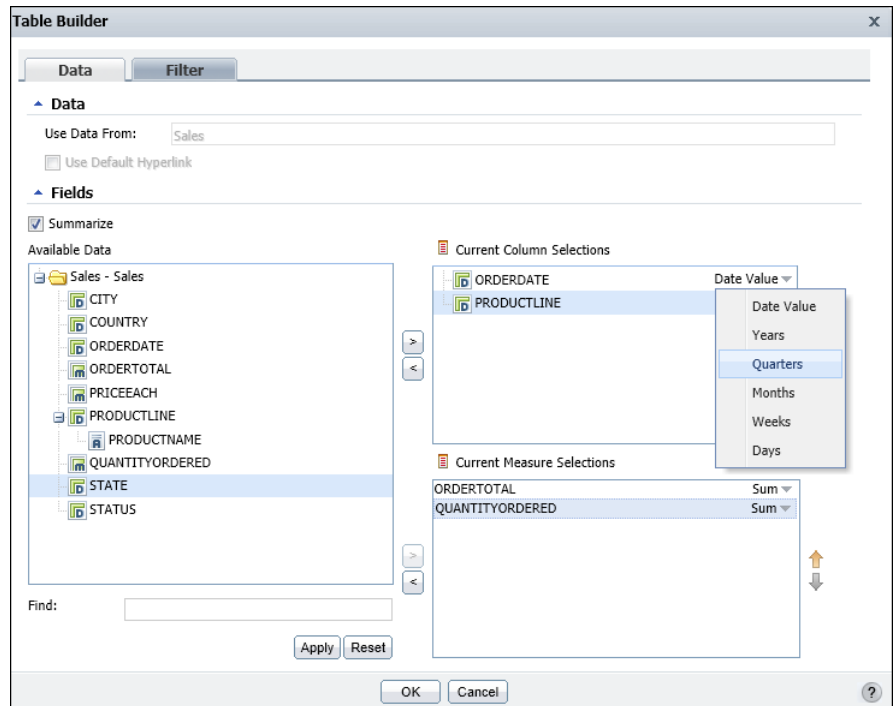 Table Builder x
Data Filter
Data
Use Data From: Sales
Use Default Hyperlink
Fields
Summarize
Available Data
Sales - Sales
CITY
COUNTRY
ORDERDATE
ORDERTOTAL
PRICEEACH
PRODUCTLINE
PRODUCTNAME
QUANTITYORDERED
STATE
STATUS
Find:
Apply Reset
>
<
>
<
Current Column Selections
ORDERDATE Date Value
PRODUCTLINE
Date Value
Years
Quarters
Months
Weeks
Days
Current Measure Selections
ORDERTOTAL Sum
QUANTITYORDERED Sum
OK Cancel ?